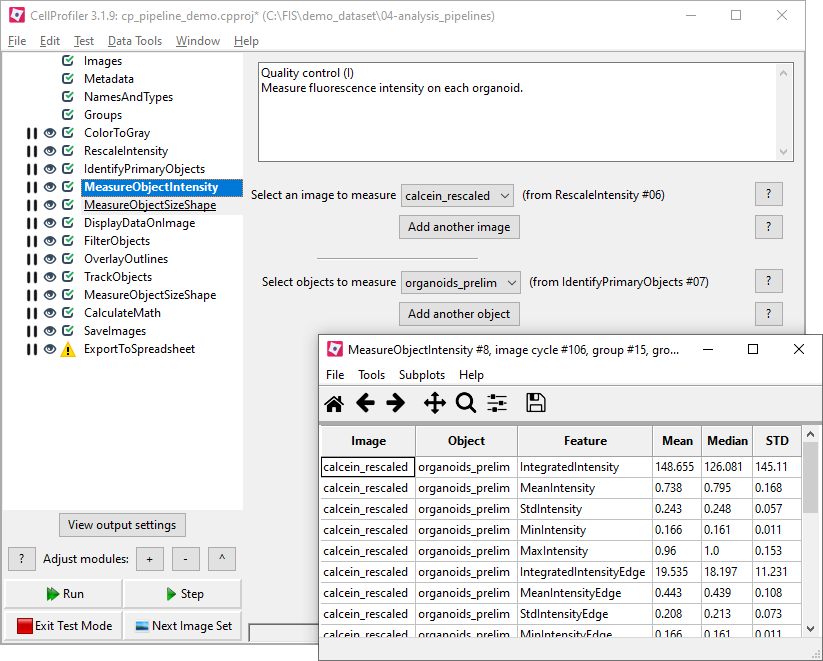 CellProfiler 3.1.9: cp_pipeline_demo.cpproj* (C:\FIS\demo_dataset\04-analysis_pipelines)
File Edit Test Data Tools Window Help
Images
Metadata
NamesAndTypes
Groups
ColorToGray
RescaleIntensity
IdentifyPrimaryObjects
MeasureObjectIntensity
MeasureObjectSizeShape
DisplayDataOnImage
FilterObjects
OverlayOutlines
TrackObjects
MeasureObjectSizeShape
CalculateMath
SaveImages
ExportToSpreadsheet
View output settings
? Adjust modules: + - ^
Run Step
Exit Test Mode Next Image Set
Quality control (I)
Measure fluorescence intensity on each organoid.
Select an image to measure calcein_rescaled (from RescaleIntensity #06) ?
Add another image ?
Select objects to measure organoids_prelim (from IdentifyPrimaryObjects #07) ?
Add another object ?
MeasureObjectIntensity #8, image cycle #106, group #15, gro...
File Tools Subplots Help
Image Object Feature Mean Median STD
calcein_rescaled organoids_prelim IntegratedIntensity 148.655 126.081 145.11
calcein_rescaled organoids_prelim MeanIntensity 0.738 0.795 0.168
calcein_rescaled organoids_prelim StdIntensity 0.243 0.248 0.057
calcein_rescaled organoids_prelim MinIntensity 0.166 0.161 0.011
calcein_rescaled organoids_prelim MaxIntensity 0.96 1.0 0.153
calcein_rescaled organoids_prelim IntegratedIntensityEdge 19.535 18.197 11.231
calcein_rescaled organoids_prelim MeanIntensityEdge 0.443 0.439 0.108
calcein_rescaled organoids_prelim StdIntensityEdge 0.208 0.213 0.073
calcein_rescaled organoids_prelim MinIntensityEdge 0.166 0.161 0.011